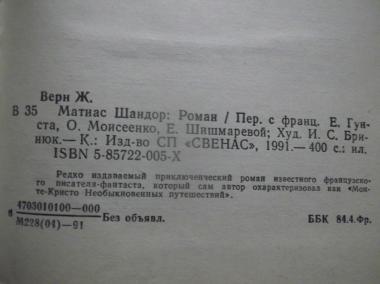 Верн Ж.
В 35 Матиас Шандор: Роман / Пер. с франц. Е. Гун-
ста, О. Моисеенко, Е. Шишмаревой; Худ. И. С. Бри-
нюк.— К.: Изд-во СП «СВЕНАС», 1991.— 400 с.: ил.
ISBN 5-85722-005-X
Редко издаваемый приключенческий роман известного французско-
го писателя-фантаста, который сам автор охарактеризовал как «Мон-
те-Кристо Необыкновенных путешествий».
В 4703010100—000
М228(04)—91 Без объявл. ББК 84.4.Фр.